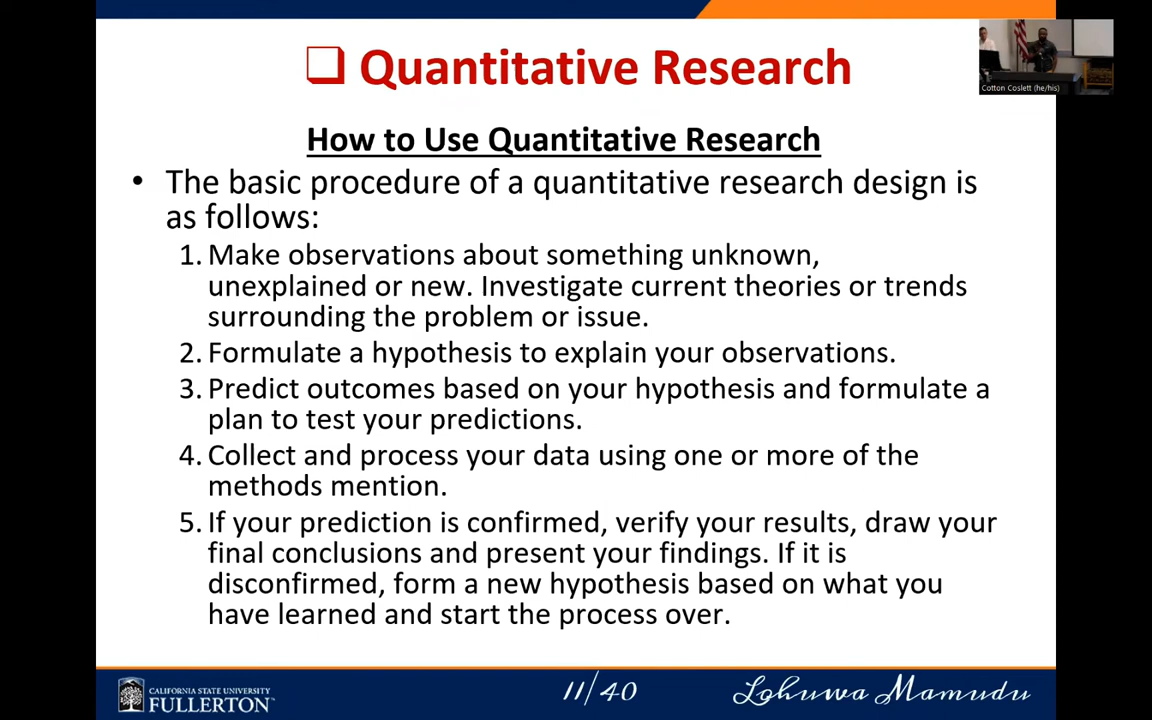 ❑ Quantitative Research
Cotton Coslett (he/his)
How to Use Quantitative Research
• The basic procedure of a quantitative research design is
as follows:
1. Make observations about something unknown,
unexplained or new. Investigate current theories or trends
surrounding the problem or issue.
2. Formulate a hypothesis to explain your observations.
3. Predict outcomes based on your hypothesis and formulate a
plan to test your predictions.
4. Collect and process your data using one or more of the
methods mention.
5. If your prediction is confirmed, verify your results, draw your
final conclusions and present your findings. If it is
disconfirmed, form a new hypothesis based on what you
have learned and start the process over.
CALIFORNIA STATE UNIVERSITY
FULLERTON
11/40
Lohuwa Mamudu